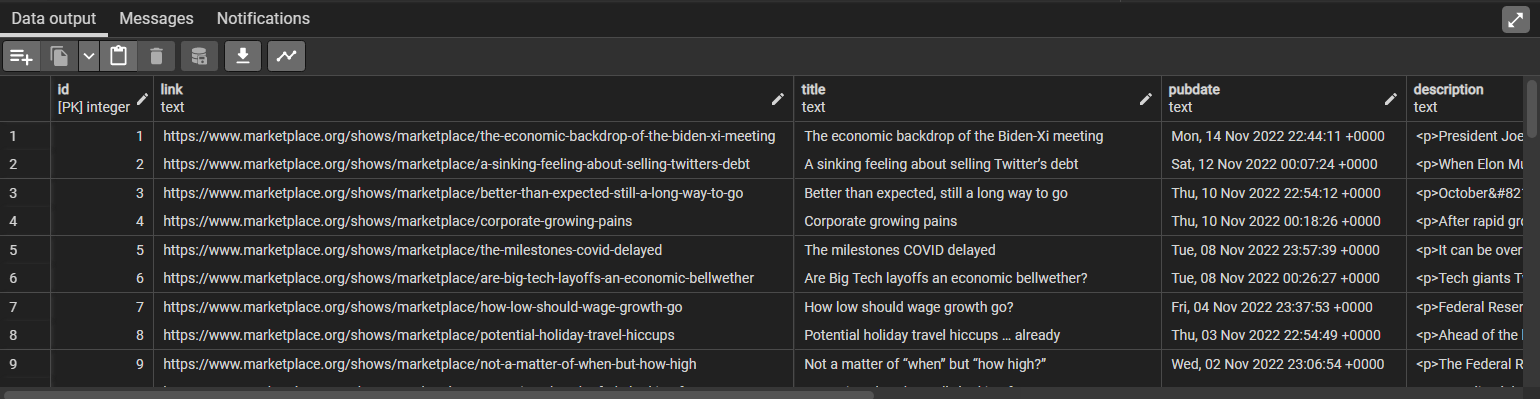 Data output Messages Notifications
id link title pubdate description
[PK] integer text text text text
1 1 https://www.marketplace.org/shows/marketplace/the-economic-backdrop-of-the-biden-xi-meeting The economic backdrop of the Biden-Xi meeting Mon, 14 Nov 2022 22:44:11 +0000 <p>President Joe
2 2 https://www.marketplace.org/shows/marketplace/a-sinking-feeling-about-selling-twitters-debt A sinking feeling about selling Twitter’s debt Sat, 12 Nov 2022 00:07:24 +0000 <p>When Elon Mu
3 3 https://www.marketplace.org/shows/marketplace/better-than-expected-still-a-long-way-to-go Better than expected, still a long way to go Thu, 10 Nov 2022 22:54:12 +0000 <p>October&#82
4 4 https://www.marketplace.org/shows/marketplace/corporate-growing-pains Corporate growing pains Thu, 10 Nov 2022 00:18:26 +0000 <p>After rapid gro
5 5 https://www.marketplace.org/shows/marketplace/the-milestones-covid-delayed The milestones COVID delayed Tue, 08 Nov 2022 23:57:39 +0000 <p>It can be over
6 6 https://www.marketplace.org/shows/marketplace/are-big-tech-layoffs-an-economic-bellwether Are Big Tech layoffs an economic bellwether? Tue, 08 Nov 2022 00:26:27 +0000 <p>Tech giants T
7 7 https://www.marketplace.org/shows/marketplace/how-low-should-wage-growth-go How low should wage growth go? Fri, 04 Nov 2022 23:37:53 +0000 <p>Federal Reser
8 8 https://www.marketplace.org/shows/marketplace/potential-holiday-travel-hiccups Potential holiday travel hiccups … already Thu, 03 Nov 2022 22:54:49 +0000 <p>Ahead of the
9 9 https://www.marketplace.org/shows/marketplace/not-a-matter-of-when-but-how-high Not a matter of “when” but “how high?” Wed, 02 Nov 2022 23:06:54 +0000 <p>The Federal R